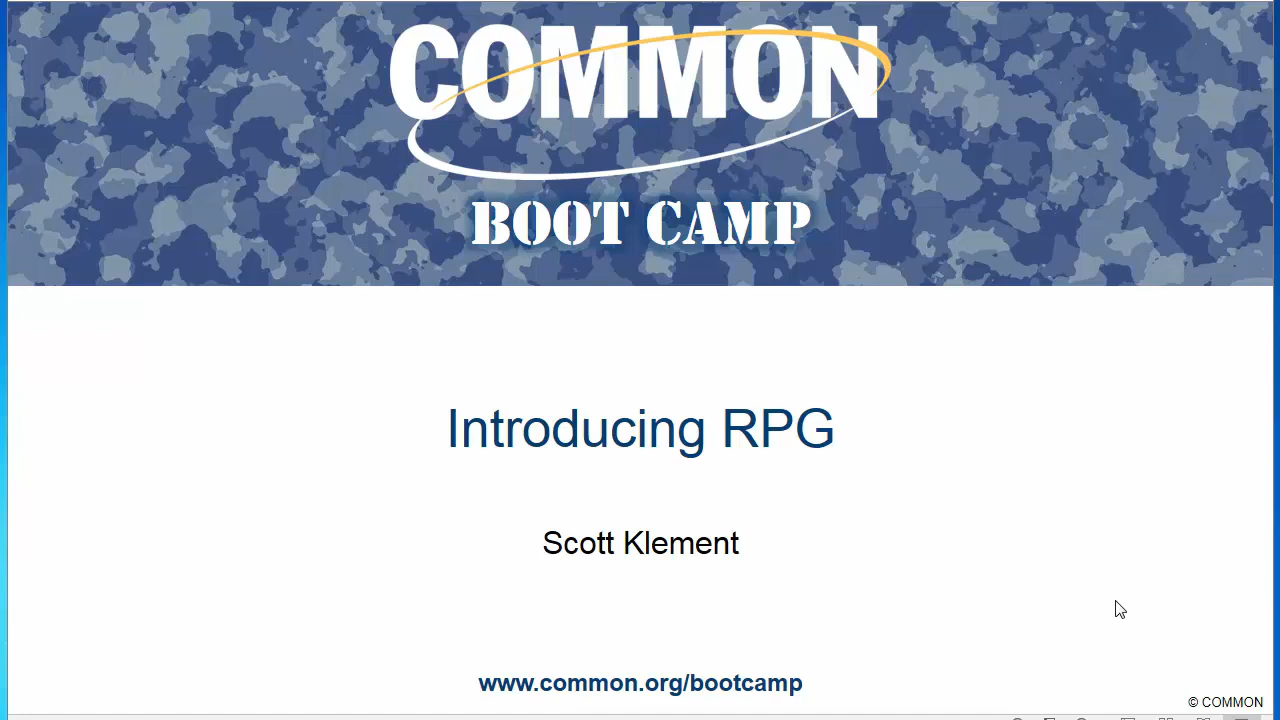 COMMON
BOOT CAMP
Introducing RPG
Scott Klement
www.common.org/bootcamp
© COMMON